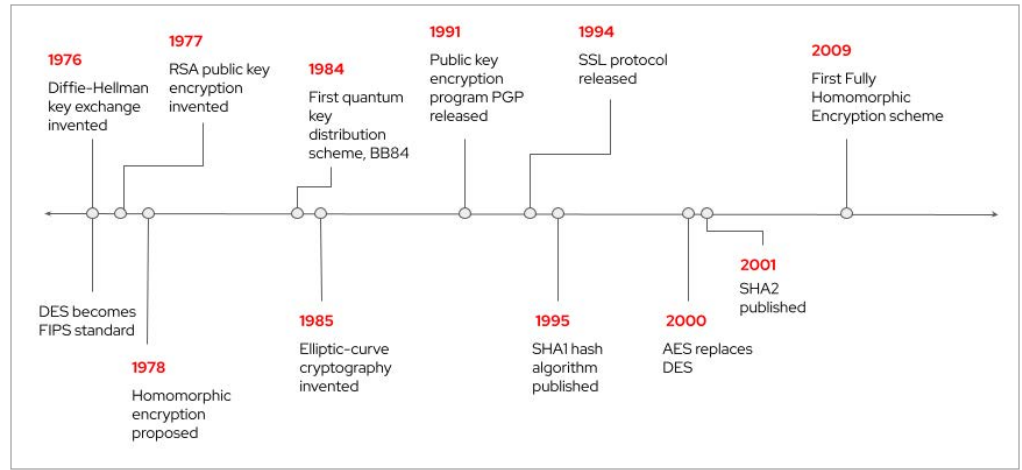 1976
Diffie-Hellman
key exchange
invented
1977
RSA public key
encryption
invented
1984
First quantum
key
distribution
scheme, BB84
1991
Public key
encryption
program PGP
released
1994
SSL protocol
released
2009
First Fully
Homomorphic
Encryption scheme
DES becomes
FIPS standard
1978
Homomorphic
encryption
proposed
1985
Elliptic-curve
cryptography
invented
1995
SHA1 hash
algorithm
published
2000
AES replaces
DES
2001
SHA2
published